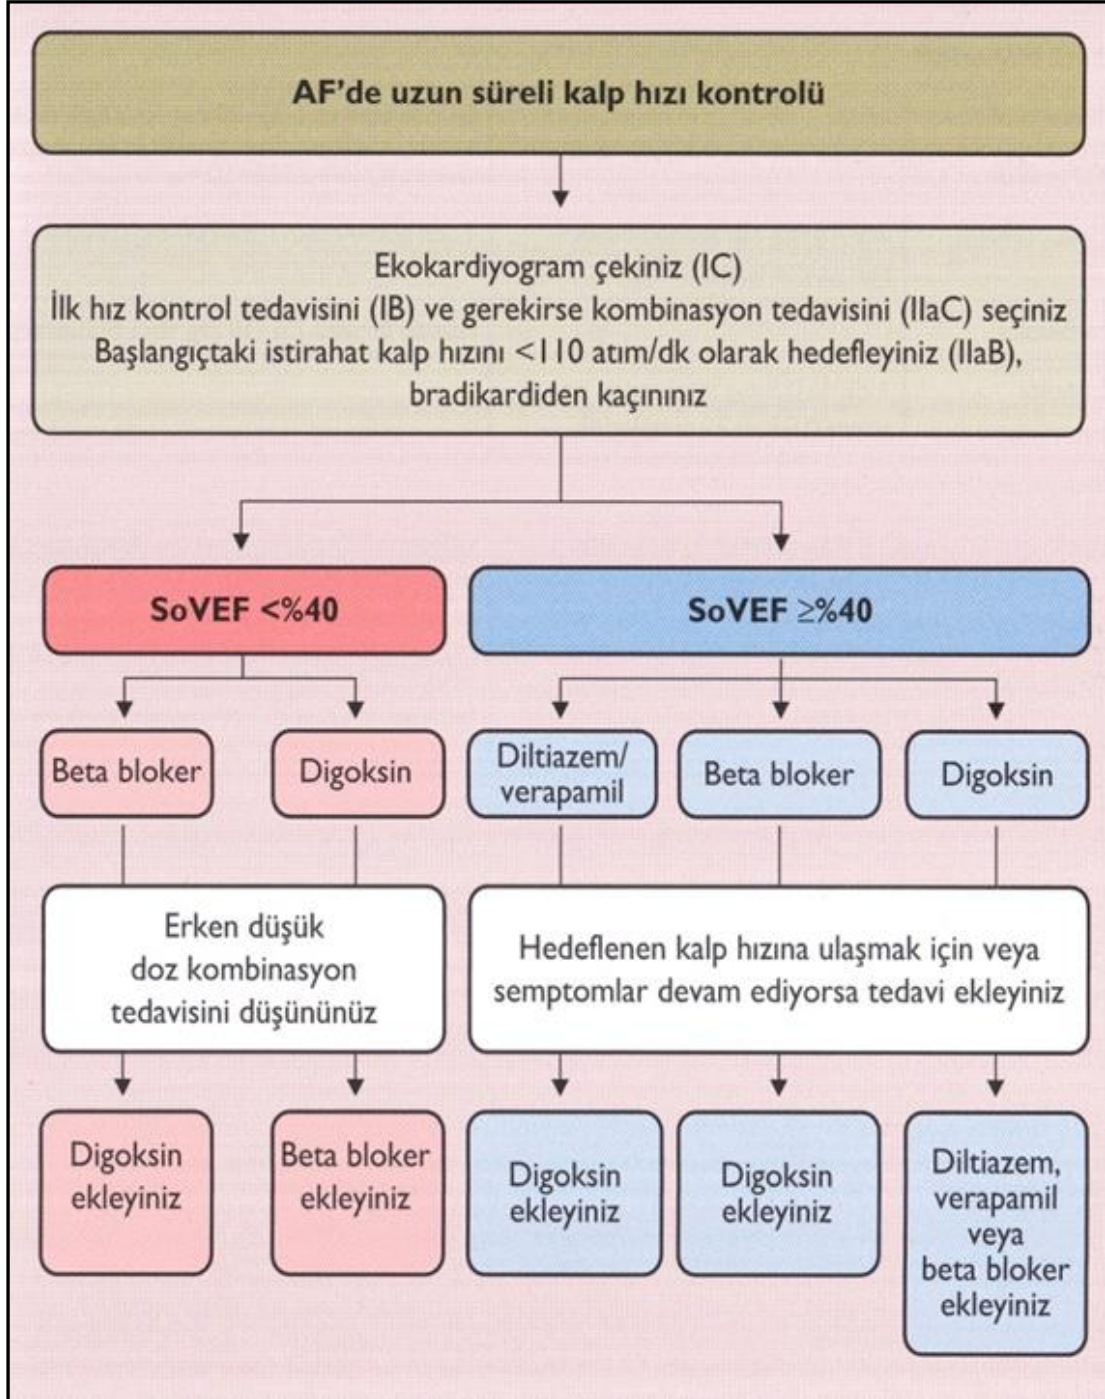 AF'de uzun süreli kalp hızı kontrolü
Ekokardiyogram çekiniz (IC)
İlk hız kontrol tedavisini (IB) ve gerekirse kombinasyon tedavisini (IIaC) seçiniz
Başlangıçtaki istirahat kalp hızını <110 atım/dk olarak hedefleyiniz (IIaB),
bradikardiden kaçınınız
SoVEF <%40
SoVEF ≥%40
Beta bloker
Digoksin
Diltiazem/
verapamil
Beta bloker
Digoksin
Erken düşük
doz kombinasyon
tedavisini düşününüz
Hedeflenen kalp hızına ulaşmak için veya
semptomlar devam ediyorsa tedavi ekleyiniz
Digoksin
ekleyiniz
Beta bloker
ekleyiniz
Digoksin
ekleyiniz
Digoksin
ekleyiniz
Diltiazem,
verapamil
veya
beta bloker
ekleyiniz